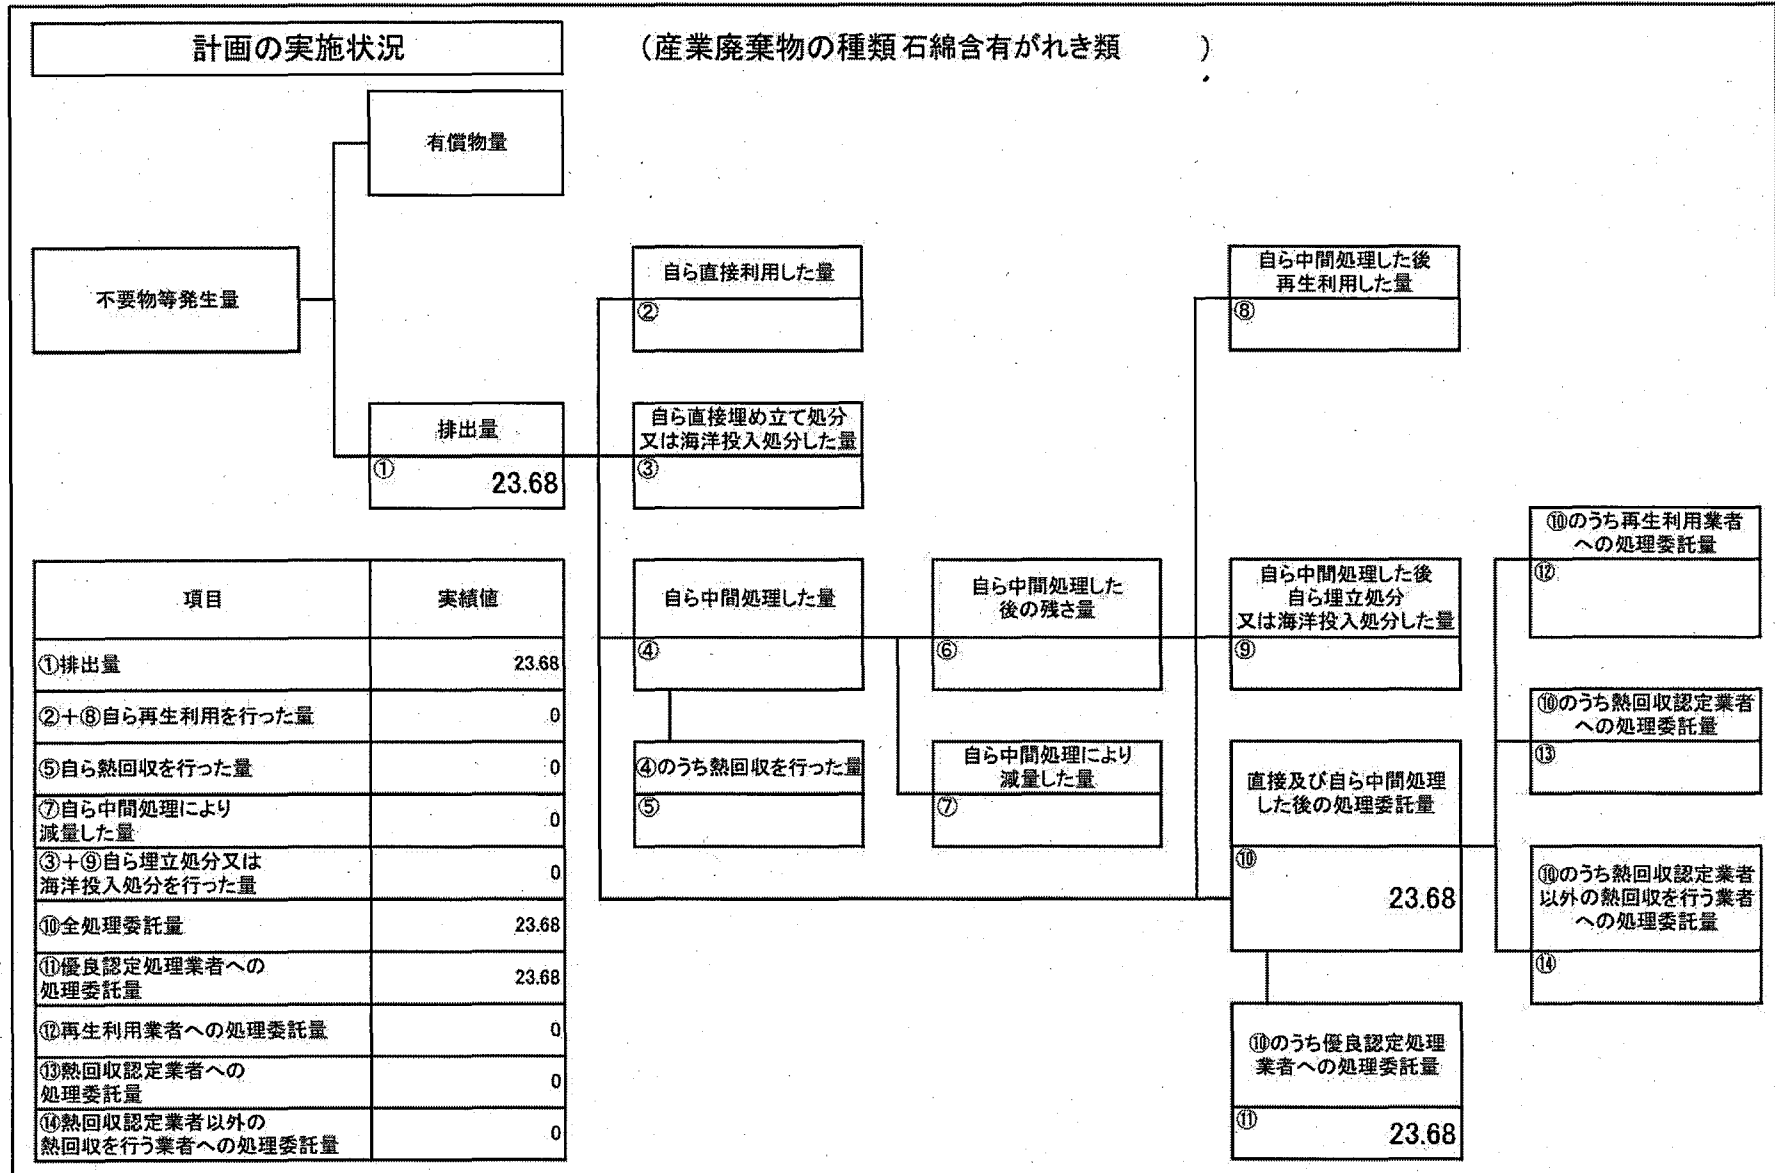 計画の実施状況
(産業廃棄物の種類 石綿含有がれき類 )
有償物量
不要物等発生量
排出量
①
23.68
自ら直接利用した量
②
自ら直接埋め立て処分
又は海洋投入処分した量
③
自ら中間処理した量
④
④のうち熱回収を行った量
⑤
自ら中間処理した
後の残さ量
⑥
自ら中間処理により
減量した量
⑦
自ら中間処理した後
再生利用した量
⑧
自ら中間処理した後
自ら埋立処分
又は海洋投入処分した量
⑨
直接及び自ら中間処理
した後の処理委託量
⑩
23.68
⑩のうち優良認定処理
業者への処理委託量
⑪
23.68
⑩のうち再生利用業者
への処理委託量
⑫
⑩のうち熱回収認定業者
への処理委託量
⑬
⑩のうち熱回収認定業者
以外の熱回収を行う業者
への処理委託量
⑭
項目 実績値
①排出量 23.68
②+⑧自ら再生利用を行った量 0
⑤自ら熱回収を行った量 0
⑦自ら中間処理により
減量した量 0
③+⑨自ら埋立処分又は
海洋投入処分を行った量 0
⑩全処理委託量 23.68
⑪優良認定処理業者への
処理委託量 23.68
⑫再生利用業者への処理委託量 0
⑬熱回収認定業者への
処理委託量 0
⑭熱回収認定業者以外の
熱回収を行う業者への処理委託量 0